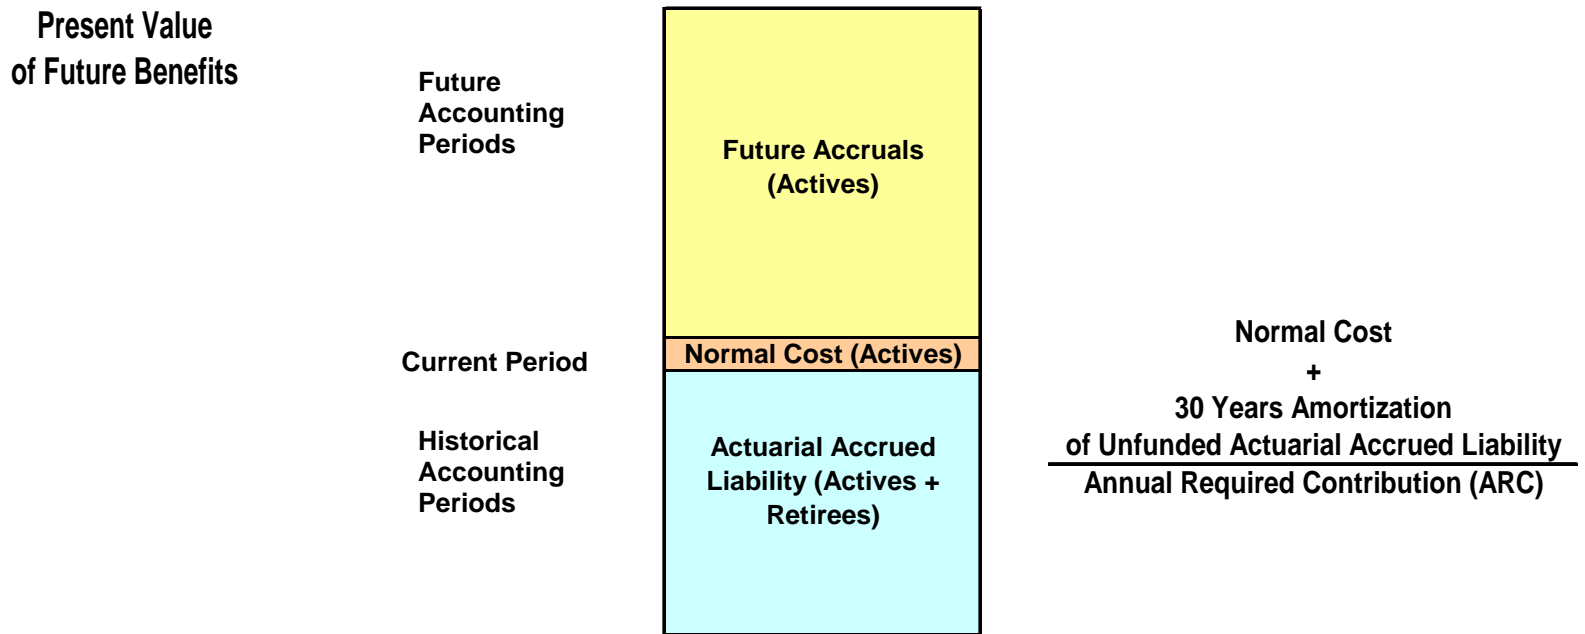 Present Value
of Future Benefits
Future
Accounting
Periods
Future Accruals
(Actives)
Current Period
Normal Cost (Actives)
Historical
Accounting
Periods
Actuarial Accrued
Liability (Actives +
Retirees)
Normal Cost
+
30 Years Amortization
of Unfunded Actuarial Accrued Liability
Annual Required Contribution (ARC)